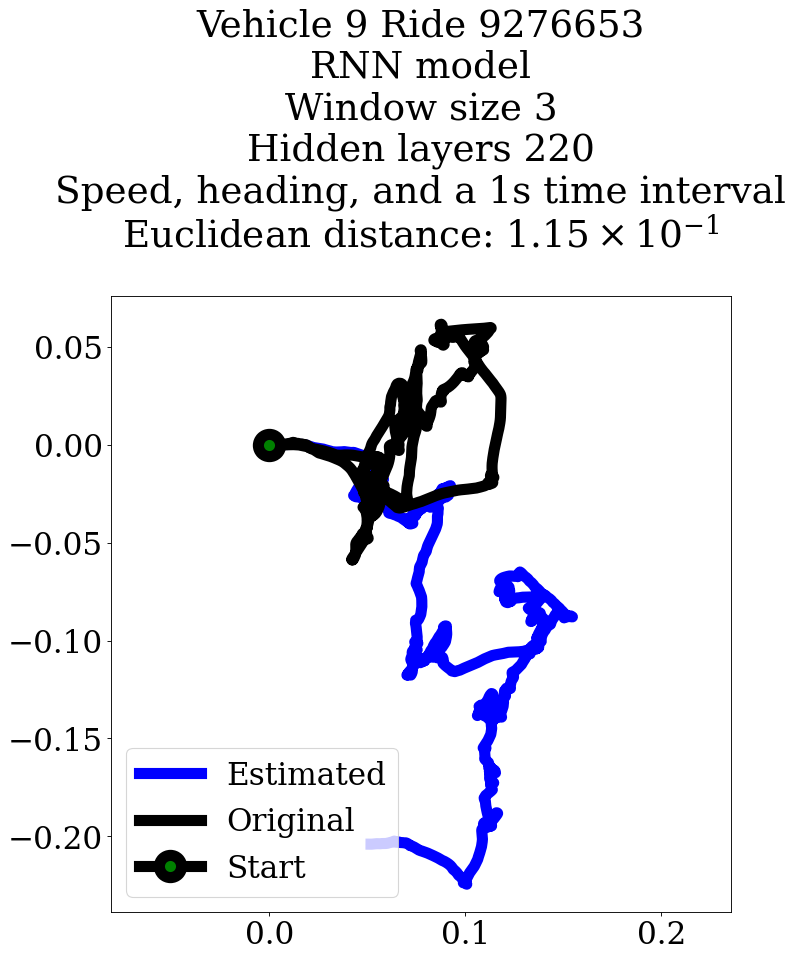 Vehicle 9 Ride 9276653
RNN model
Window size 3
Hidden layers 220
Speed, heading, and a 1s time interval
Euclidean distance: 1.15 × 10⁻¹
0.05
0.00
−0.05
−0.10
−0.15
−0.20
Estimated
Original
Start
0.0 0.1 0.2